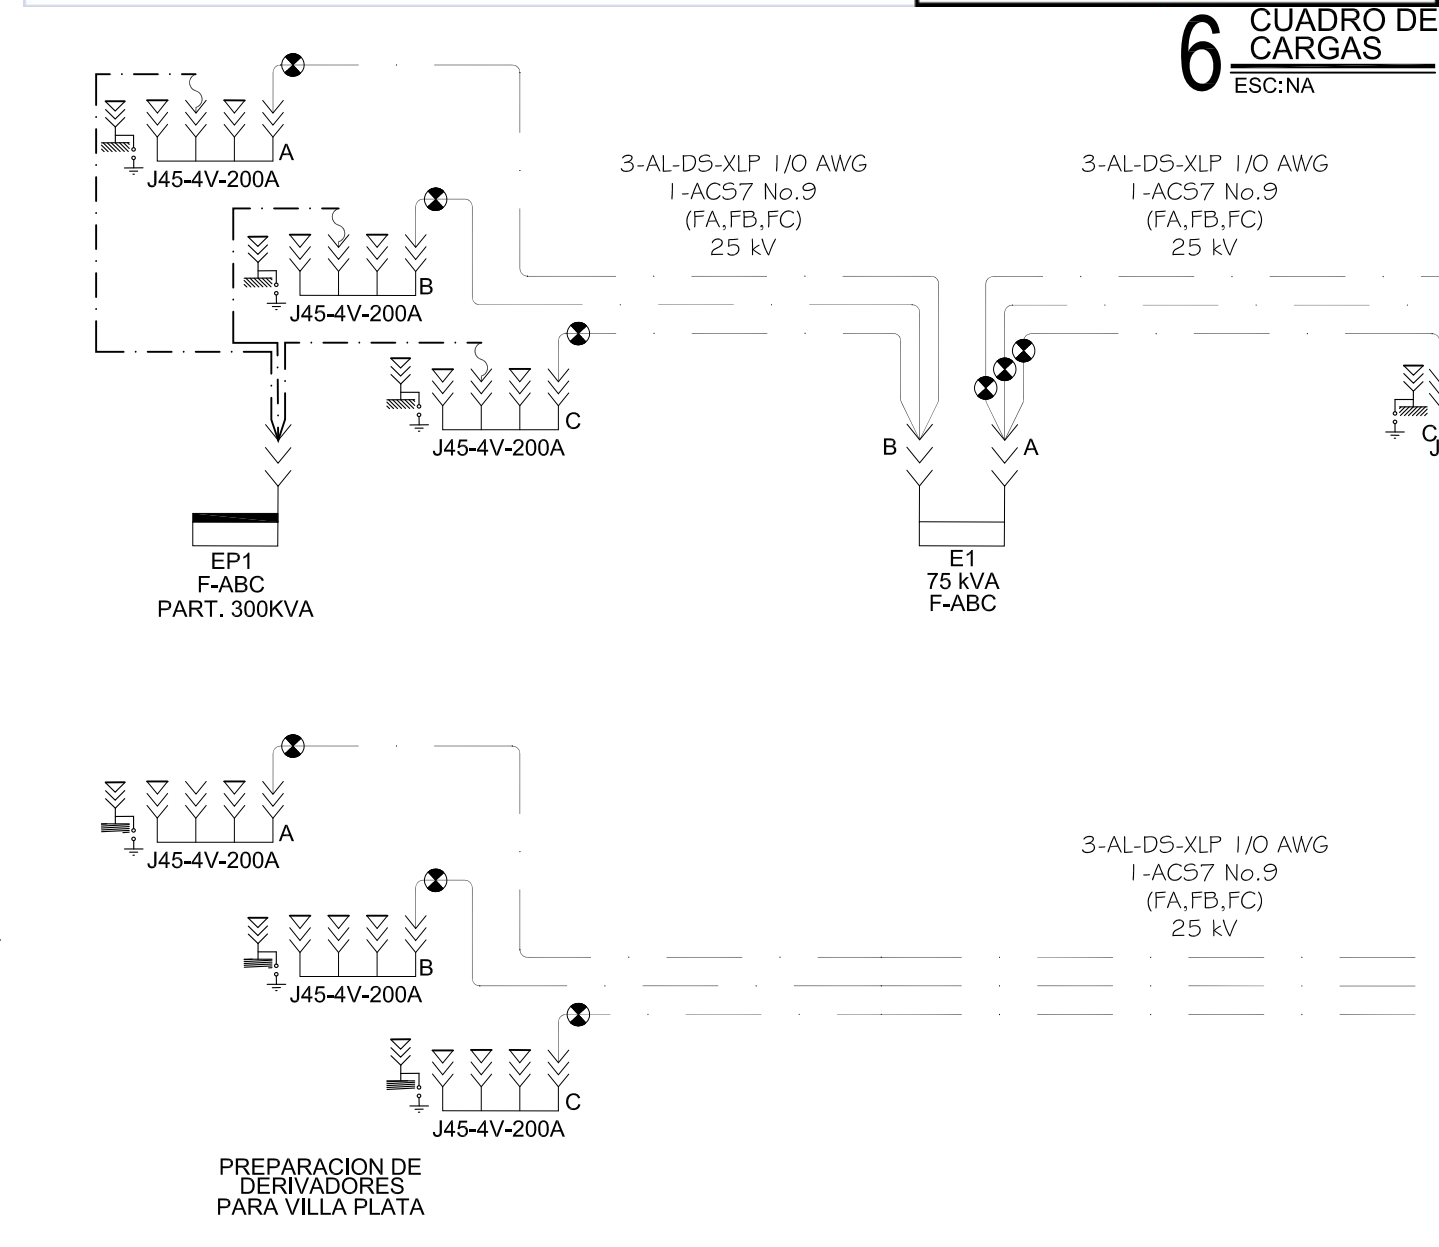 6
CUADRO DE
CARGAS
ESC:NA
A
J45-4V-200A
3-AL-DS-XLP 1/0 AWG
1-ACS7 No.9
(FA,FB,FC)
25 kV
3-AL-DS-XLP 1/0 AWG
1-ACS7 No.9
(FA,FB,FC)
25 kV
B
J45-4V-200A
C
J45-4V-200A
B
A
C
EP1
F-ABC
PART. 300KVA
E1
75 kVA
F-ABC
A
J45-4V-200A
3-AL-DS-XLP 1/0 AWG
1-ACS7 No.9
(FA,FB,FC)
25 kV
B
J45-4V-200A
C
J45-4V-200A
PREPARACION DE
DERIVADORES
PARA VILLA PLATA